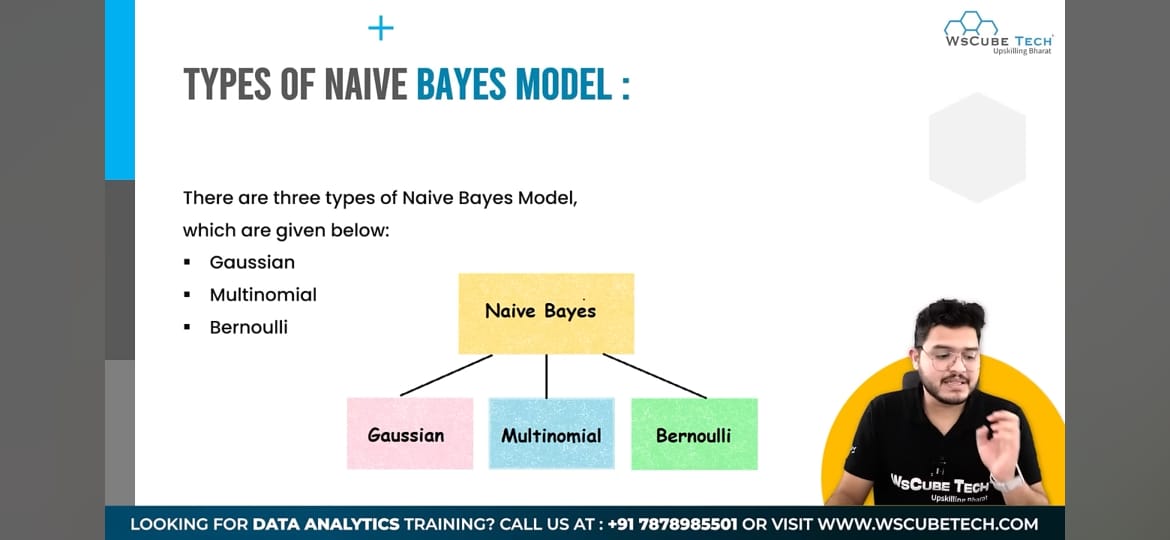 WsCube Tech
Upskilling Bharat
TYPES OF NAIVE BAYES MODEL :
There are three types of Naive Bayes Model,
which are given below:
▪ Gaussian
▪ Multinomial
▪ Bernoulli
Naive Bayes
Gaussian
Multinomial
Bernoulli
WsCube Tech
Upskilling Bharat
LOOKING FOR DATA ANALYTICS TRAINING? CALL US AT : +91 7878985501 OR VISIT WWW.WSCUBETECH.COM